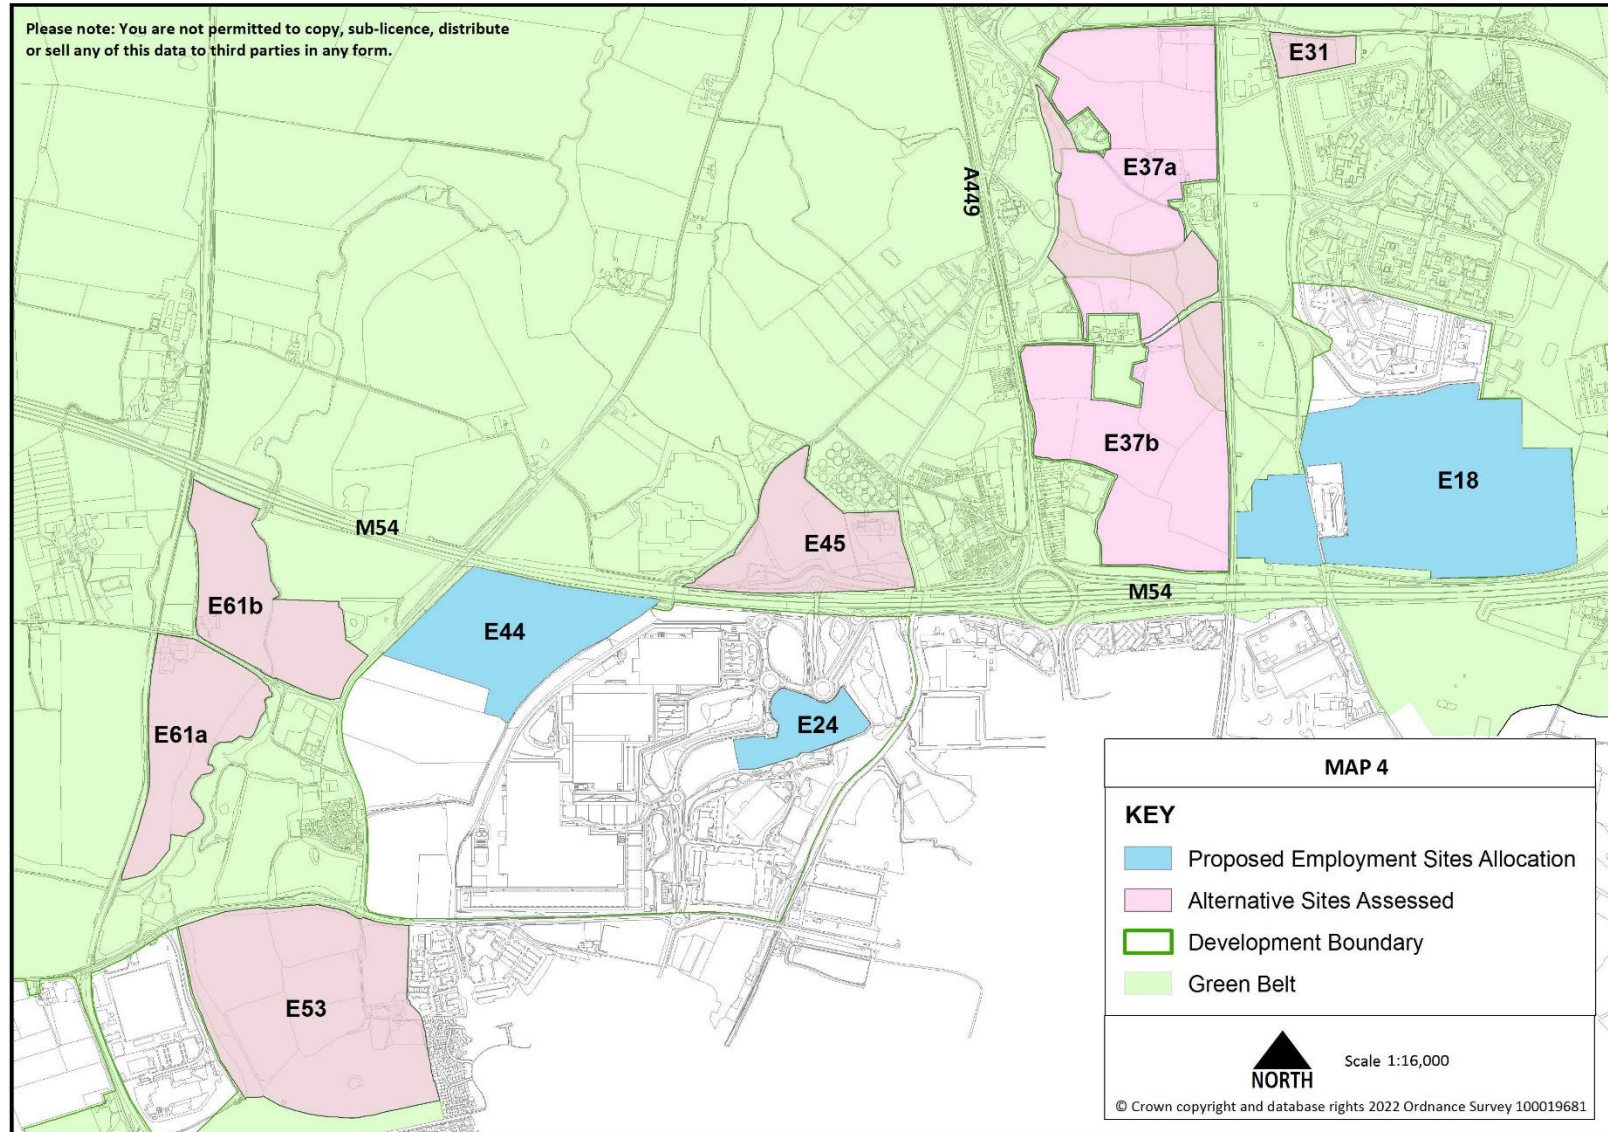 Please note: You are not permitted to copy, sub-licence, distribute
or sell any of this data to third parties in any form.
E31
E37a
A449
E37b
E18
M54
E45
M54
E61b
E44
E24
E61a
E53
MAP 4
KEY
Proposed Employment Sites Allocation
Alternative Sites Assessed
Development Boundary
Green Belt
NORTH
Scale 1:16,000
© Crown copyright and database rights 2022 Ordnance Survey 100019681